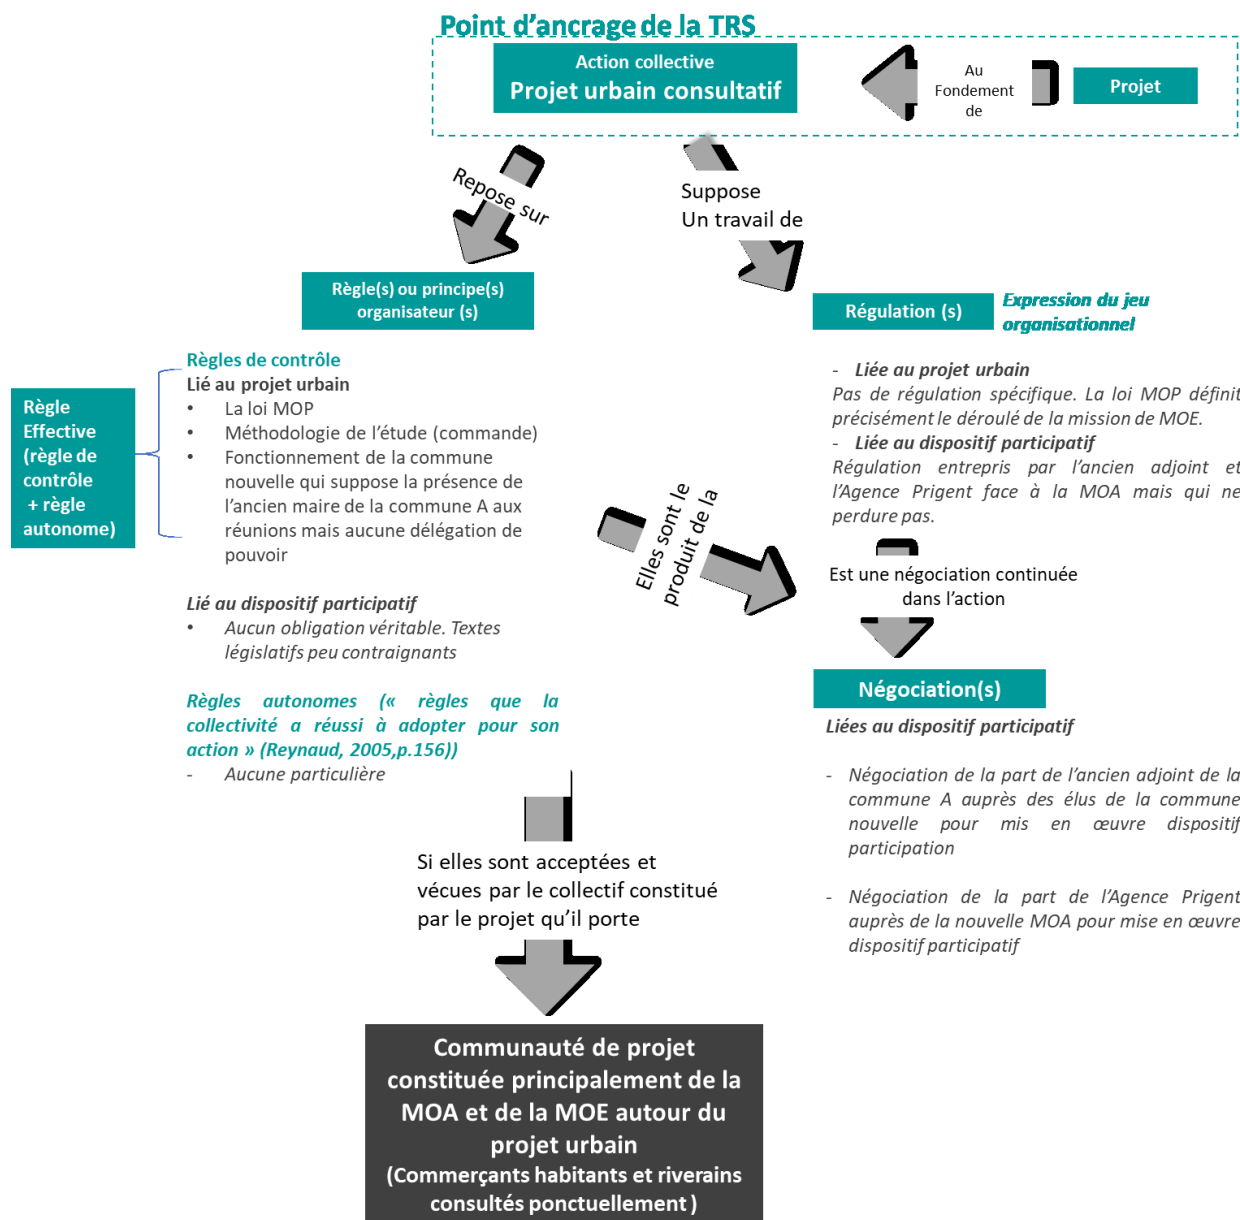 Point d’ancrage de la TRS
Action collective
Projet urbain consultatif
Au
Fondement
de
Projet
Repose sur
Suppose
Un travail de
Règle(s) ou principe(s)
organisateur (s)
Régulation (s)
Expression du jeu
organisationnel
Règle
Effective
(règle de
contrôle
+ règle
autonome)
Règles de contrôle
Lié au projet urbain
• La loi MOP
• Méthodologie de l’étude (commande)
• Fonctionnement de la commune
nouvelle qui suppose la présence de
l’ancien maire de la commune A aux
réunions mais aucune délégation de
pouvoir
Lié au dispositif participatif
• Aucun obligation véritable. Textes
législatifs peu contraignants
Règles autonomes (« règles que la
collectivité a réussi à adopter pour son
action » (Reynaud, 2005,p.156))
- Aucune particulière
Elles sont le
produit de la
- Liée au projet urbain
Pas de régulation spécifique. La loi MOP définit
précisément le déroulé de la mission de MOE.
- Liée au dispositif participatif
Régulation entrepris par l’ancien adjoint et
l’Agence Prigent face à la MOA mais qui ne
perdure pas.
Est une négociation continuée
dans l’action
Négociation(s)
Liées au dispositif participatif
- Négociation de la part de l’ancien adjoint de la
commune A auprès des élus de la commune
nouvelle pour mis en œuvre dispositif
participation
- Négociation de la part de l’Agence Prigent
auprès de la nouvelle MOA pour mise en œuvre
dispositif participatif
Si elles sont acceptées et
vécues par le collectif constitué
par le projet qu’il porte
Communauté de projet
constituée principalement de la
MOA et de la MOE autour du
projet urbain
(Commerçants habitants et riverains
consultés ponctuellement )